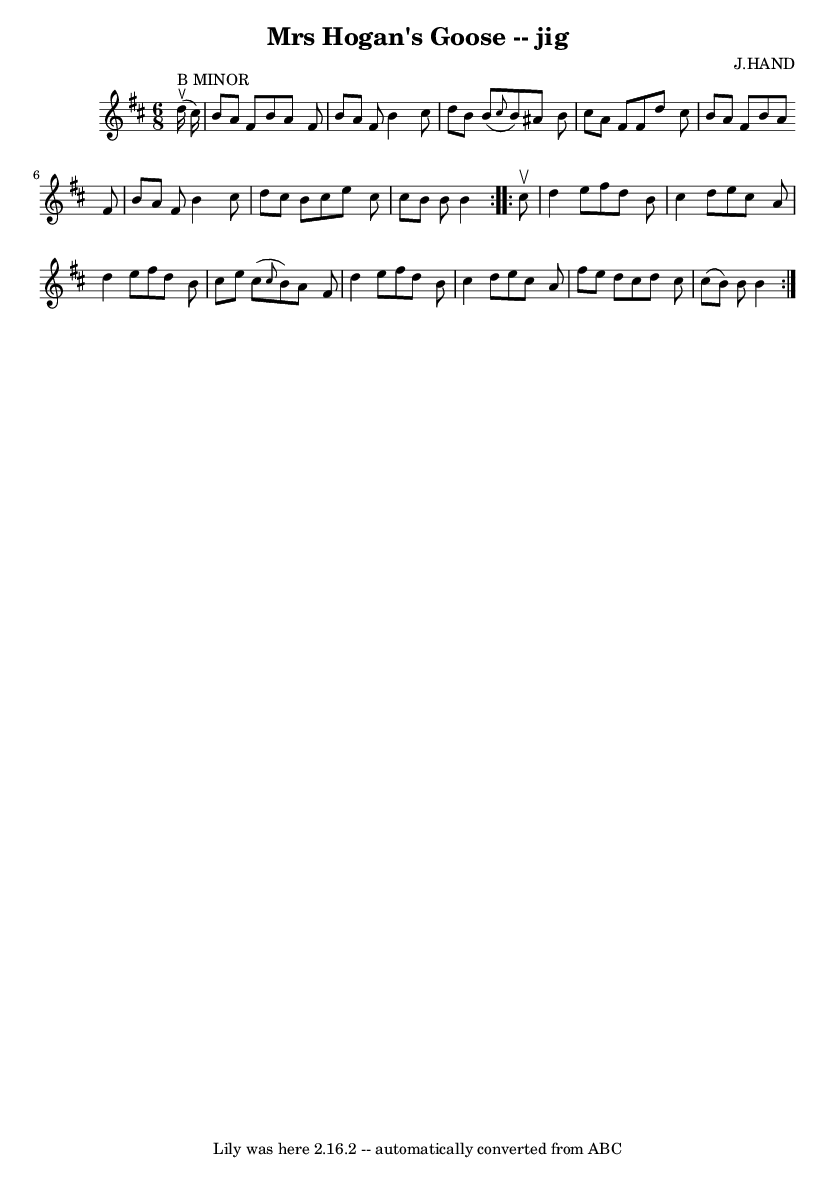 Mrs Hogan's Goose -- jig
J.HAND
B MINOR
6
8
6
Lily was here 2.16.2 -- automatically converted from ABC